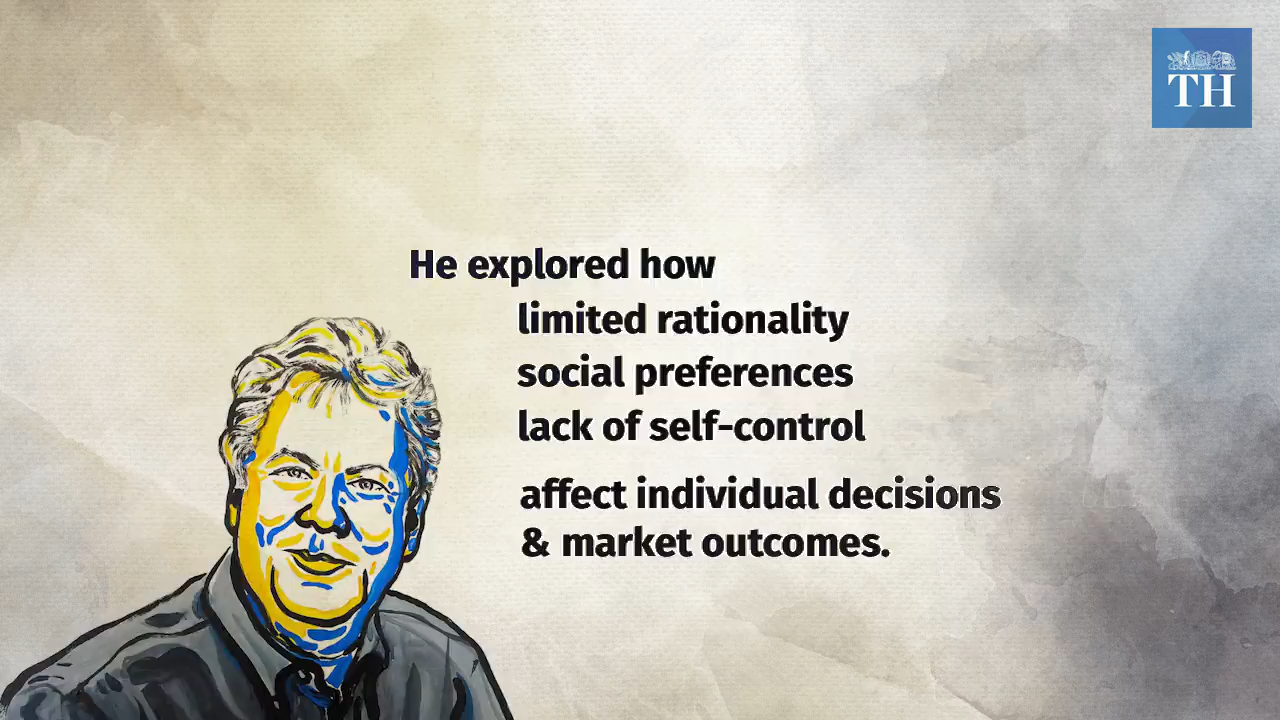 TH
He explored how
limited rationality
social preferences
lack of self-control
affect individual decisions
& market outcomes.